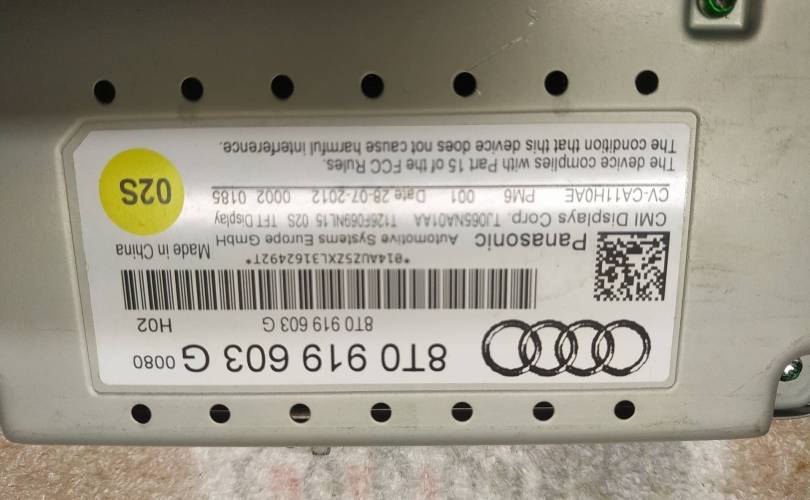 8T0 919 603 G 0080
8T0 919 603 G H02
*014AUZ5ZXL3162492T*
Panasonic Automotive Systems Europe GmbH Made in China
CMI Displays Corp. TJ065NA01AA T126F069NL15 02S TFT Display
CV-CA11H0AE PM6 001 Date 28-07-2012 0002 0185
02S
The device complies with Part 15 of the FCC Rules.
The condition that this device does not cause harmful interference.